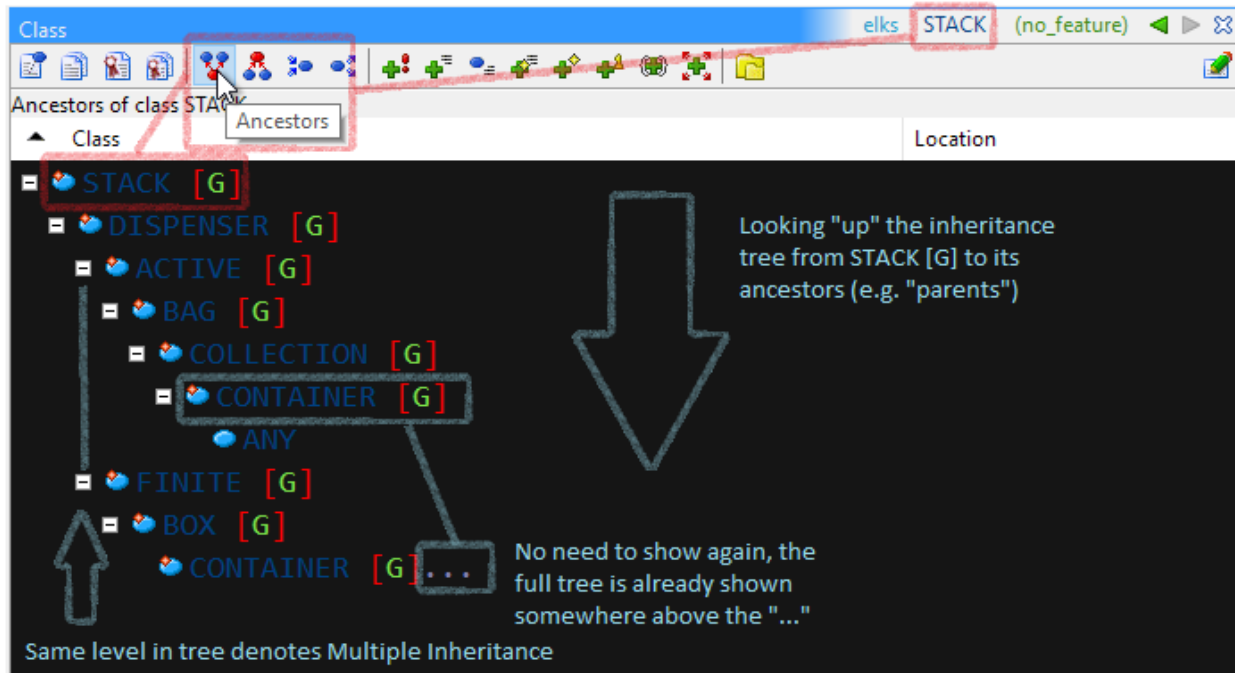 Class
elks STACK (no_feature)
Ancestors of class STACK
Ancestors
Class Location
STACK [G]
DISPENSER [G]
ACTIVE [G]
BAG [G]
COLLECTION [G]
CONTAINER [G]
ANY
FINITE [G]
BOX [G]
CONTAINER [G]...
Looking "up" the inheritance
tree from STACK [G] to its
ancestors (e.g. "parents")
No need to show again, the
full tree is already shown
somewhere above the "..."
Same level in tree denotes Multiple Inheritance